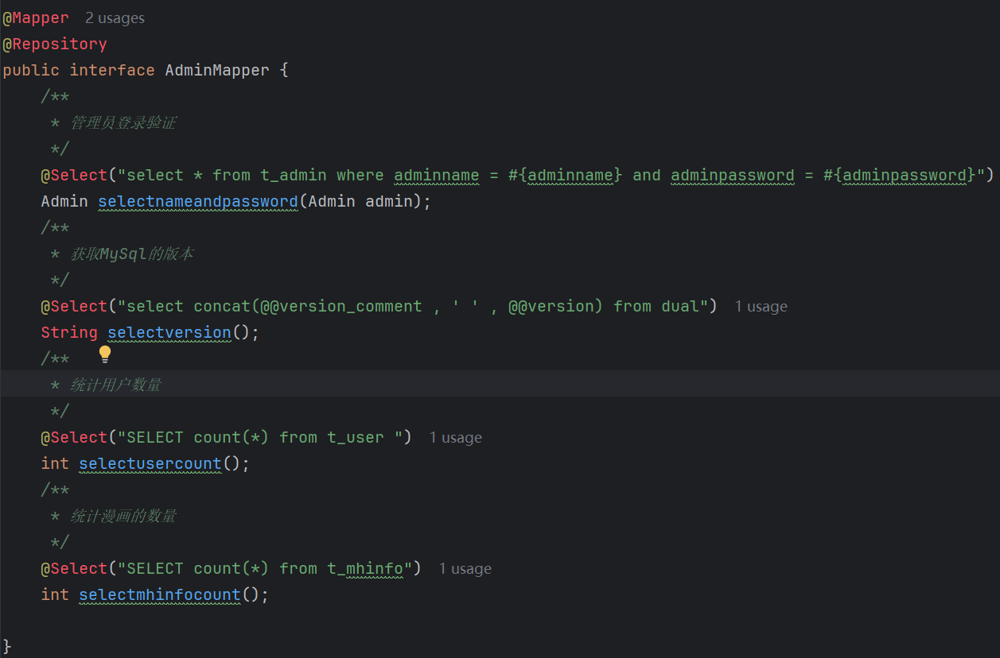 @Mapper 2 usages
@Repository
public interface AdminMapper {
/**
* 管理员登录验证
*/
@Select("select * from t_admin where adminname = #{adminname} and adminpassword = #{adminpassword}")
Admin selectnameandpassword(Admin admin);
/**
* 获取MySql的版本
*/
@Select("select concat(@@version_comment , ' ' , @@version) from dual") 1 usage
String selectversion();
/**
* 统计用户数量
*/
@Select("SELECT count(*) from t_user ") 1 usage
int selectusercount();
/**
* 统计漫画的数量
*/
@Select("SELECT count(*) from t_mhinfo") 1 usage
int selectmhinfocount();
}